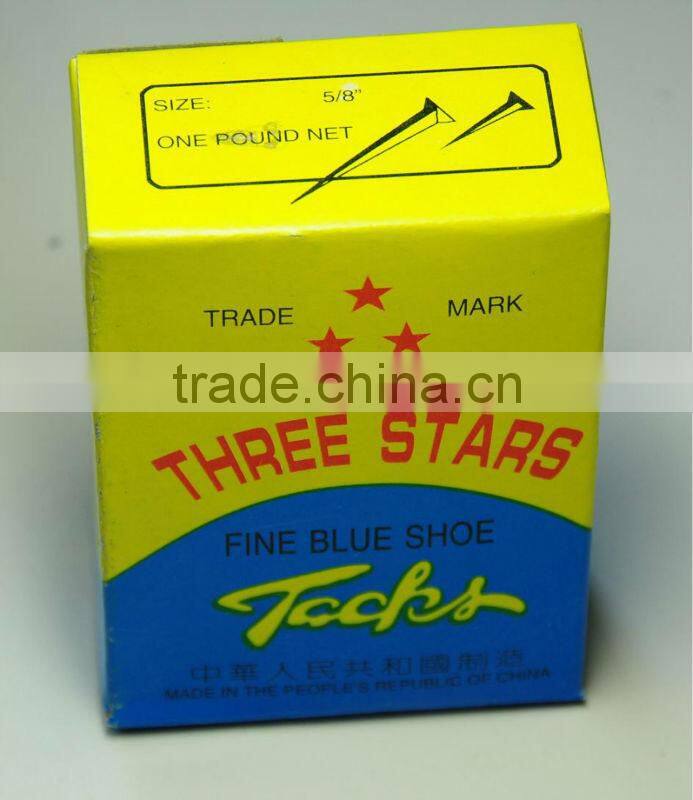 SIZE: 5/8"
ONE POUND NET
TRADE MARK
trade.china.cn
THREE STARS
FINE BLUE SHOE
Tacks
中華人民共和國制造
MADE IN THE PEOPLE'S REPUBLIC OF CHINA